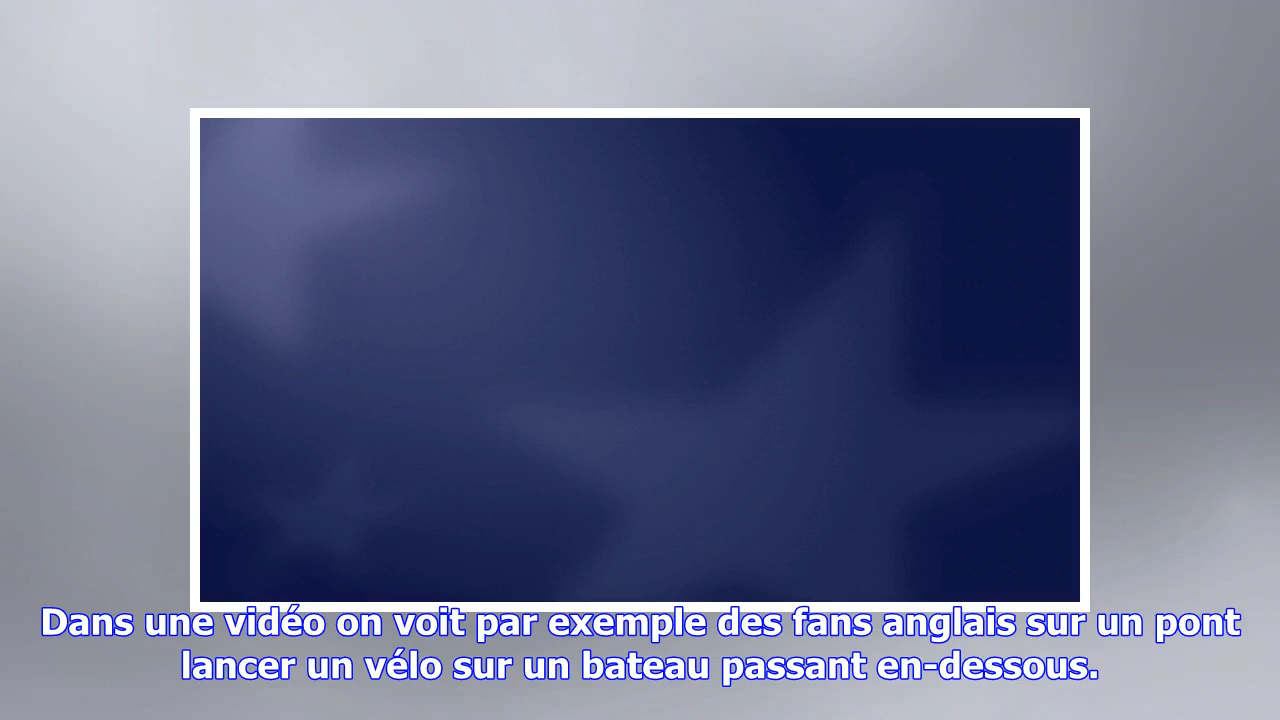 Dans une vidéo on voit par exemple des fans anglais sur un pont
lancer un vélo sur un bateau passant en-dessous.